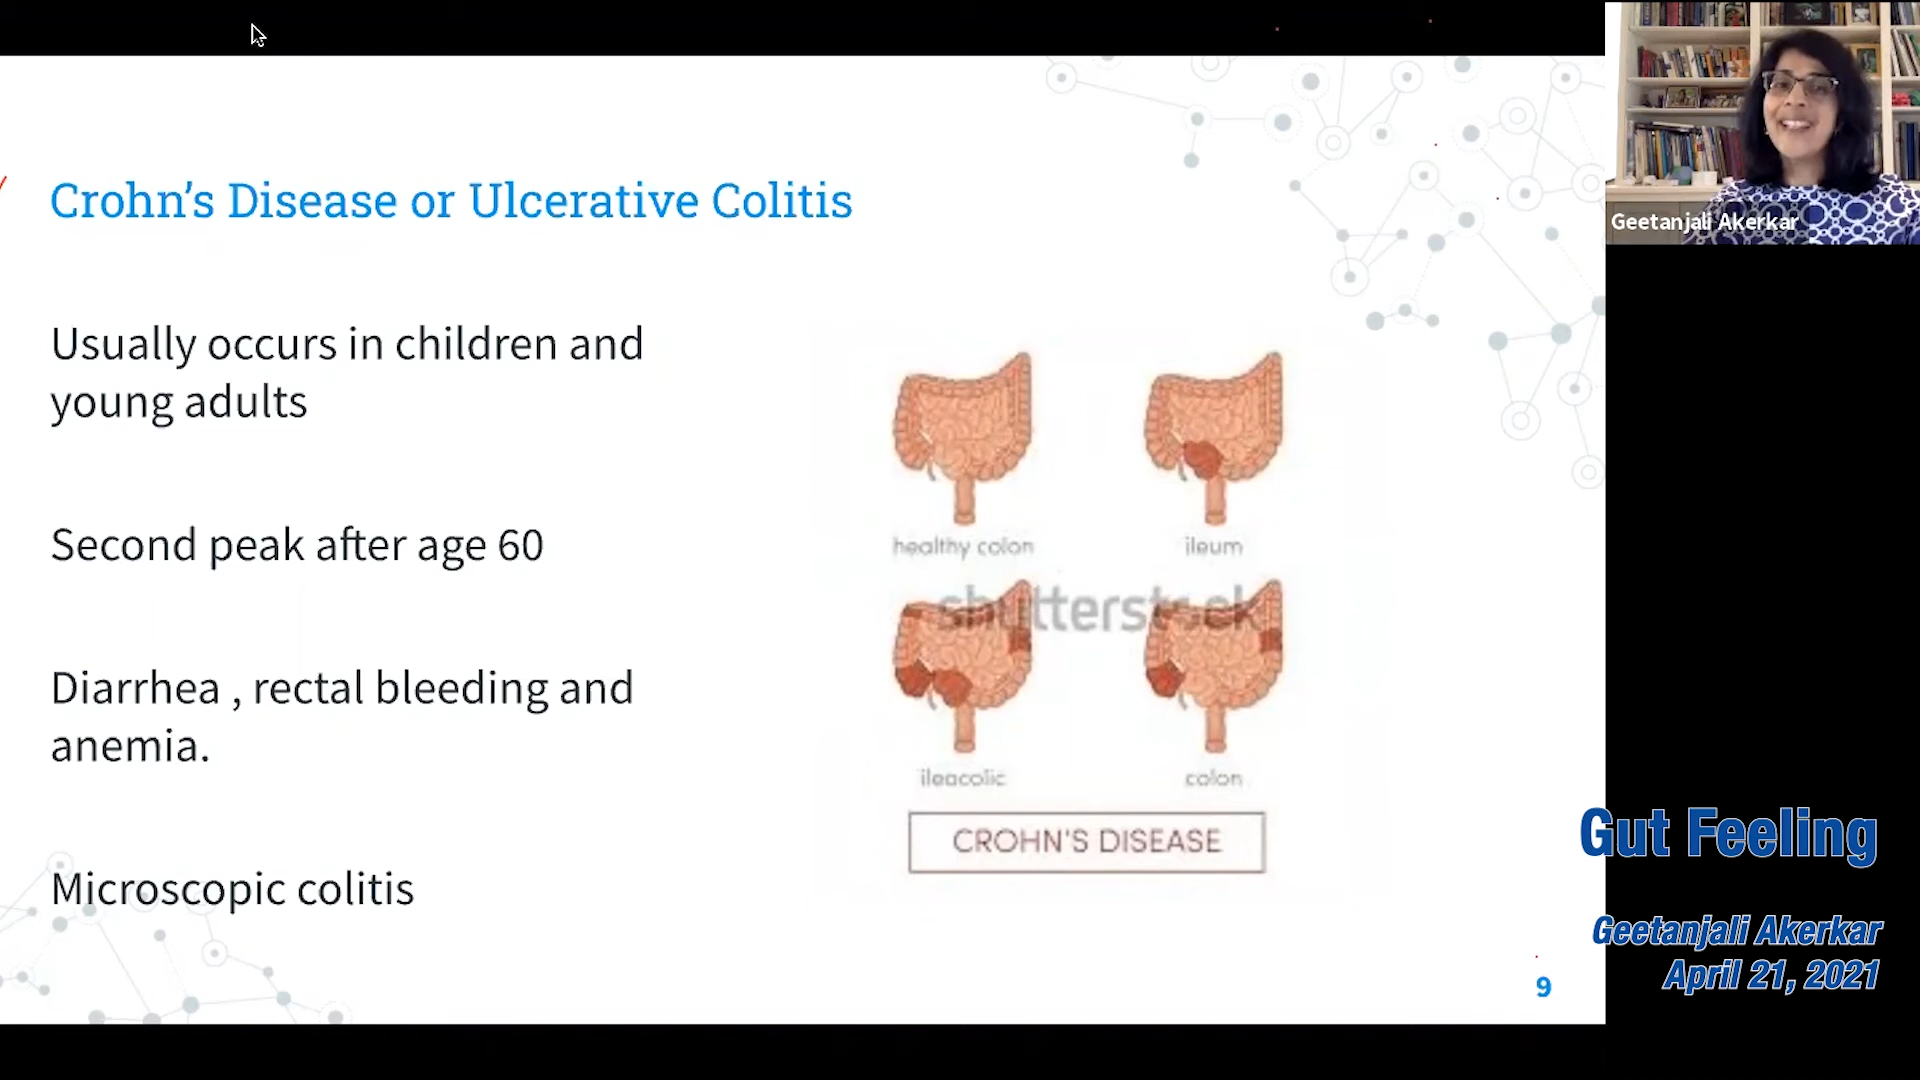 Crohn's Disease or Ulcerative Colitis
Usually occurs in children and
young adults
Second peak after age 60
Diarrhea , rectal bleeding and
anemia.
Microscopic colitis
healthy colon
ileum
shutterstock
ileacolic
colon
CROHN'S DISEASE
9
Geetanjali Akerkar
Gut Feeling
Geetanjali Akerkar
April 21, 2021